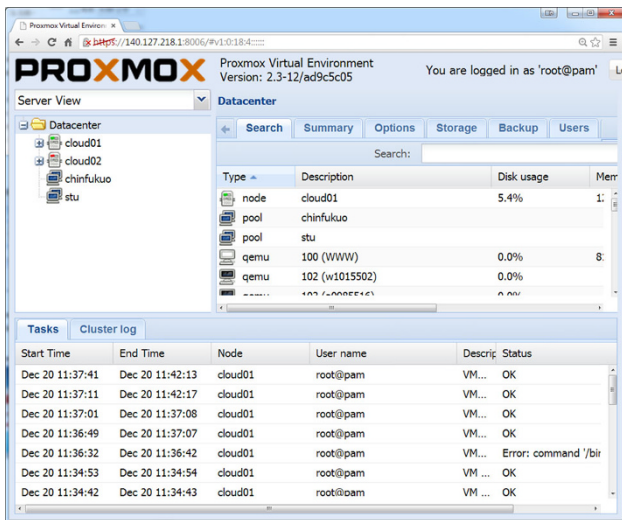 Proxmox Virtual Environ
https://140.127.218.1:8006/#v1:0:18:4:::::
PROXMOX
Proxmox Virtual Environment
Version: 2.3-12/ad9c5c05
You are logged in as 'root@pam'
Server View
Datacenter
Datacenter
cloud01
cloud02
chinfukuo
stu
Search Summary Options Storage Backup Users
Search:
Type Description Disk usage Mem
node cloud01 5.4%
pool chinfukuo
pool stu
qemu 100 (WWW) 0.0%
qemu 102 (w1015502) 0.0%
Tasks Cluster log
Start Time End Time Node User name Descrip Status
Dec 20 11:37:41 Dec 20 11:42:13 cloud01 root@pam VM... OK
Dec 20 11:37:11 Dec 20 11:42:17 cloud01 root@pam VM... OK
Dec 20 11:37:01 Dec 20 11:37:08 cloud01 root@pam VM... OK
Dec 20 11:36:49 Dec 20 11:37:07 cloud01 root@pam VM... OK
Dec 20 11:36:32 Dec 20 11:36:42 cloud01 root@pam VM... Error: command '/bin
Dec 20 11:34:53 Dec 20 11:34:54 cloud01 root@pam VM ... OK
Dec 20 11:34:42 Dec 20 11:34:43 cloud01 root@pam VM ... OK